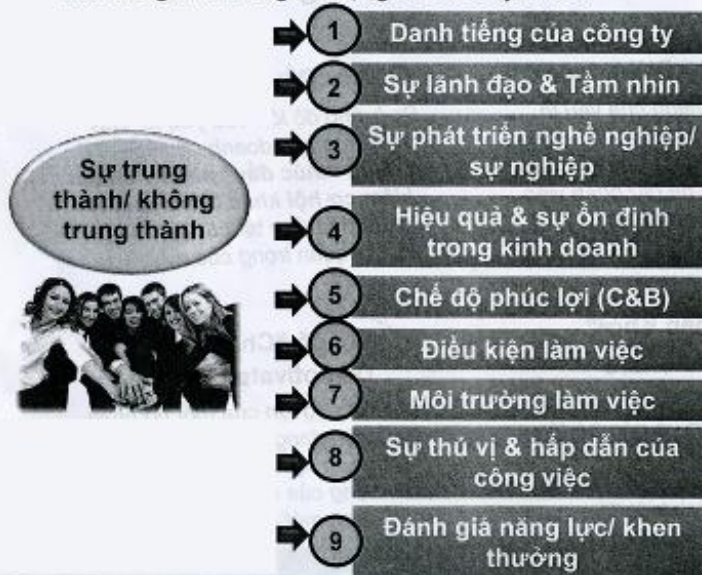 1 Danh tiếng của công ty
2 Sự lãnh đạo & Tầm nhìn
3 Sự phát triển nghề nghiệp/
sự nghiệp
Sự trung
thành/ không
trung thành
4 Hiệu quả & sự ổn định
trong kinh doanh
5 Chế độ phúc lợi (C&B)
6 Điều kiện làm việc
7 Môi trường làm việc
8 Sự thú vị & hấp dẫn của
công việc
9 Đánh giá năng lực/ khen
thưởng